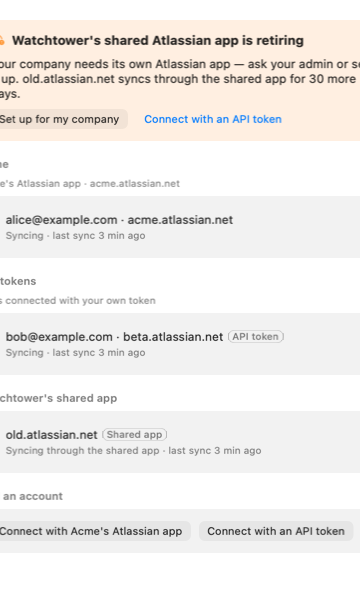 Watchtower's shared Atlassian app is retiring
our company needs its own Atlassian app — ask your admin or se
up. old.atlassian.net syncs through the shared app for 30 more
ays.
Set up for my company Connect with an API token
ne
e's Atlassian app · acme.atlassian.net
alice@example.com · acme.atlassian.net
Syncing · last sync 3 min ago
tokens
s connected with your own token
bob@example.com · beta.atlassian.net API token
Syncing · last sync 3 min ago
chtower's shared app
old.atlassian.net Shared app
Syncing through the shared app · last sync 3 min ago
an account
Connect with Acme's Atlassian app Connect with an API token